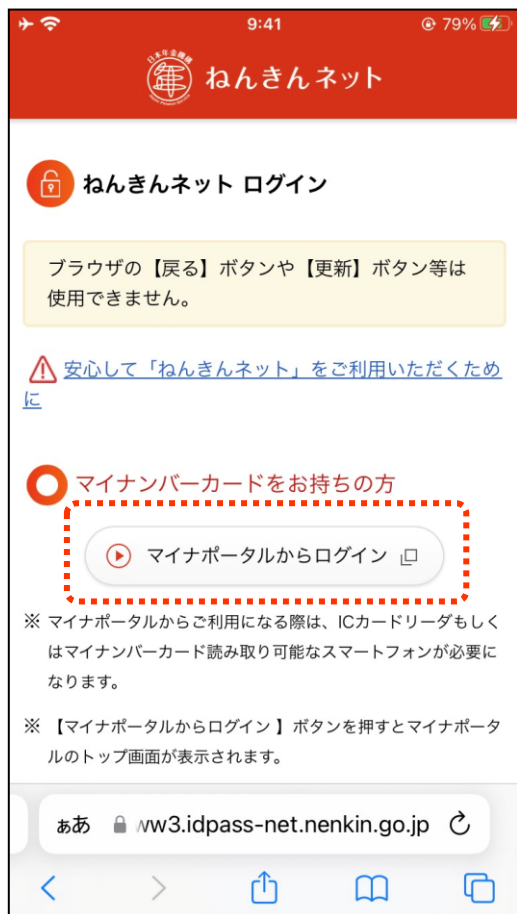 9:41
79%
日本年金機構
年
ねんきんネット
ねんきんネット ログイン
ブラウザの【戻る】ボタンや【更新】ボタン等は
使用できません。
安心して「ねんきんネット」をご利用いただくため
に
マイナンバーカードをお持ちの方
マイナポータルからログイン
※ マイナポータルからご利用になる際は、ICカードリーダもしく
はマイナンバーカード読み取り可能なスマートフォンが必要に
なります。
※ 【マイナポータルからログイン 】ボタンを押すとマイナポータ
ルのトップ画面が表示されます。
ぁあ
ww3.idpass-net.nenkin.go.jp